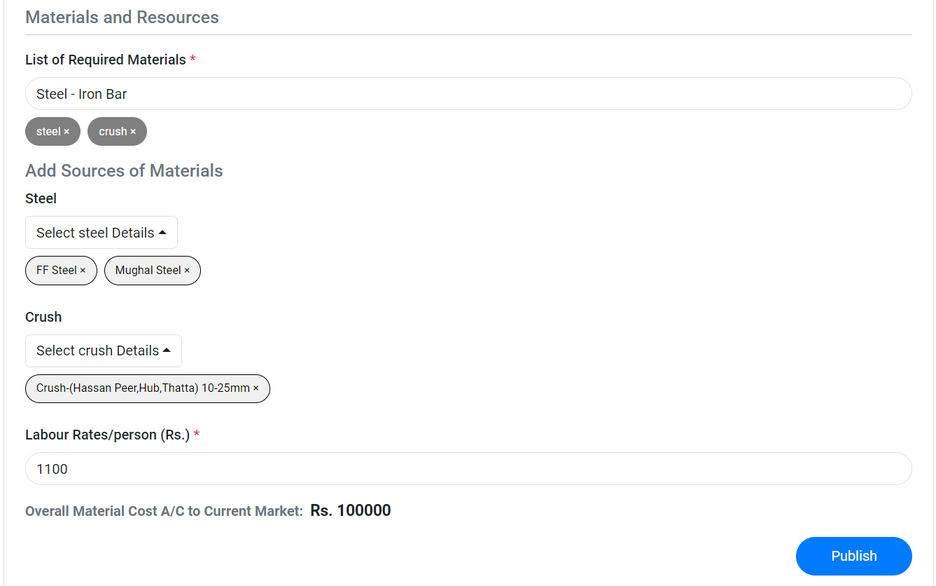 Materials and Resources
List of Required Materials *
Steel - Iron Bar
steel × crush ×
Add Sources of Materials
Steel
Select steel Details
FF Steel × Mughal Steel ×
Crush
Select crush Details
Crush-(Hassan Peer,Hub,Thatta) 10-25mm ×
Labour Rates/person (Rs.) *
1100
Overall Material Cost A/C to Current Market: Rs. 100000
Publish